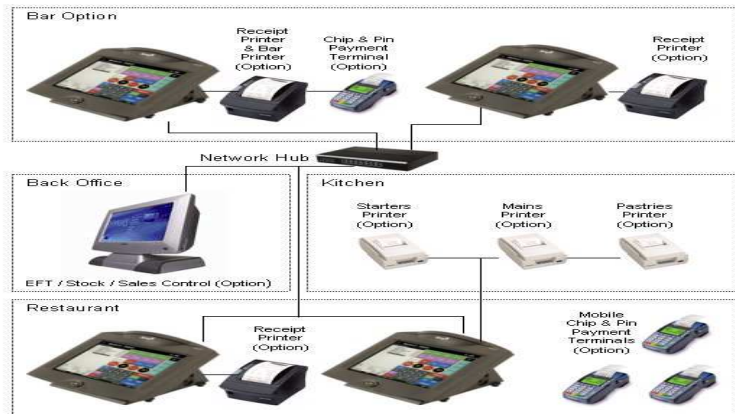 Bar Option
Receipt
Printer
& Bar
Printer
(Option)
Chip & Pin
Payment
Terminal
(Option)
Receipt
Printer
(Option)
Network Hub
Back Office
EFT / Stock / Sales Control (Option)
Kitchen
Starters
Printer
(Option)
Mains
Printer
(Option)
Pastries
Printer
(Option)
Restaurant
Receipt
Printer
(Option)
Mobile
Chip & Pin
Payment
Terminals
(Option)